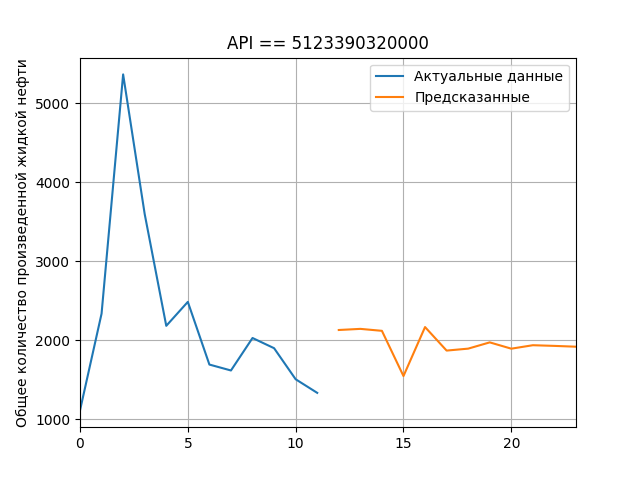 API == 5123390320000
Общее количество произведенной жидкой нефти
Актуальные данные
Предсказанные
5000
4000
3000
2000
1000
0
5
10
15
20